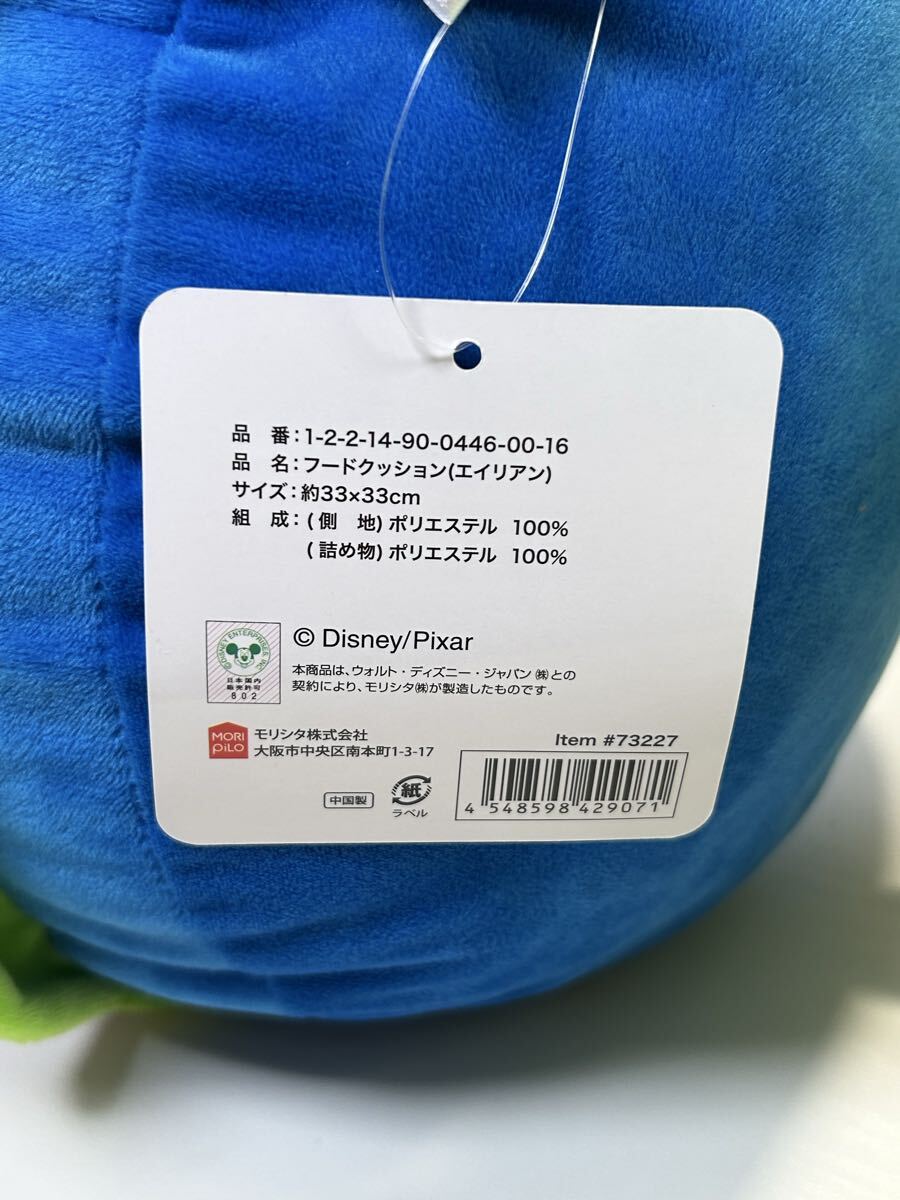 品 番:1-2-2-14-90-0446-00-16
品 名:フードクッション(エイリアン)
サイズ:約33×33cm
組 成:(側 地)ポリエステル 100%
(詰め物)ポリエステル 100%
© DISNEY ENTERPRISES, INC.
日本国内
販売許可
802
© Disney/Pixar
本商品は、ウォルト・ディズニー・ジャパン㈱との
契約により、モリシタ㈱が製造したものです。
MORI
PiLO
モリシタ株式会社
大阪市中央区南本町1-3-17
Item #73227
中国製
紙
ラベル
4 548598 429071